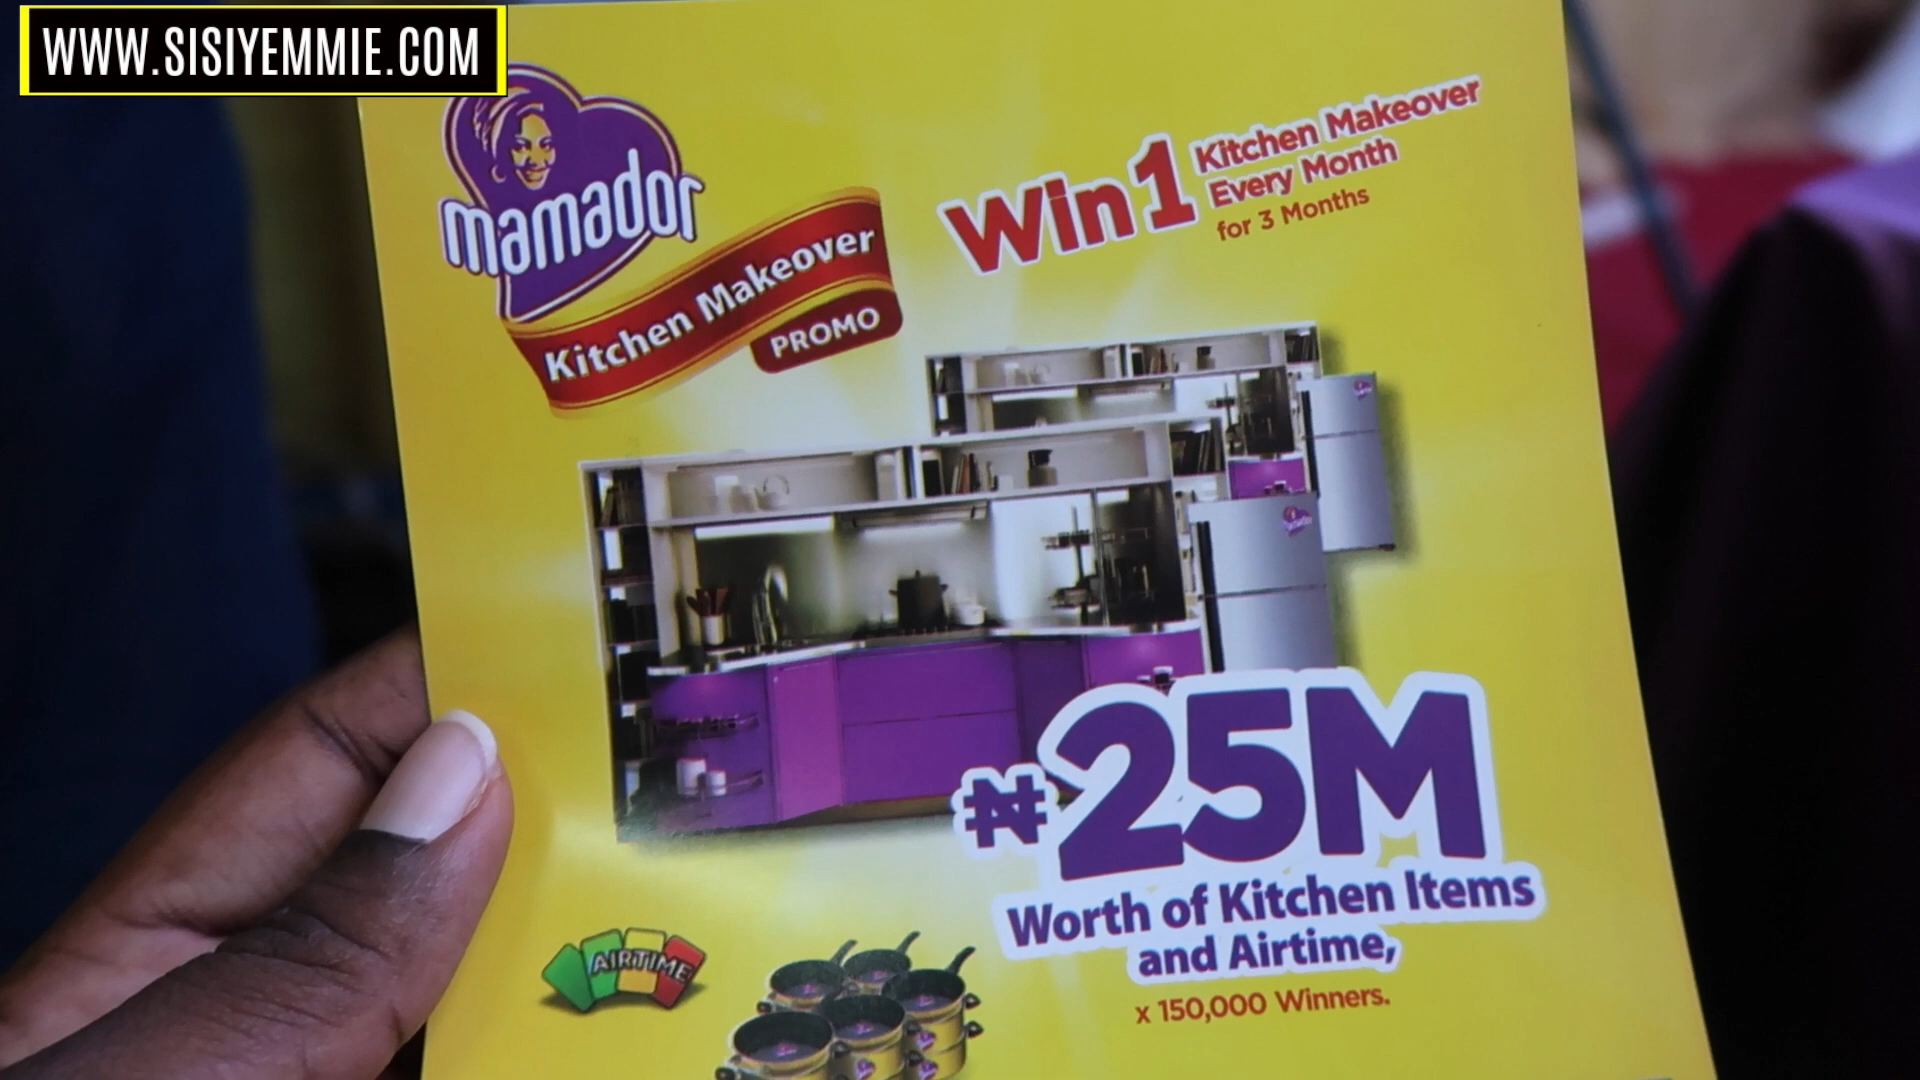 WWW.SISIYEMMIE.COM
mamador
Kitchen Makeover
PROMO
Win 1
Kitchen Makeover
Every Month
for 3 Months
₦25M
Worth of Kitchen Items
and Airtime,
x 150,000 Winners.
AIRTIME